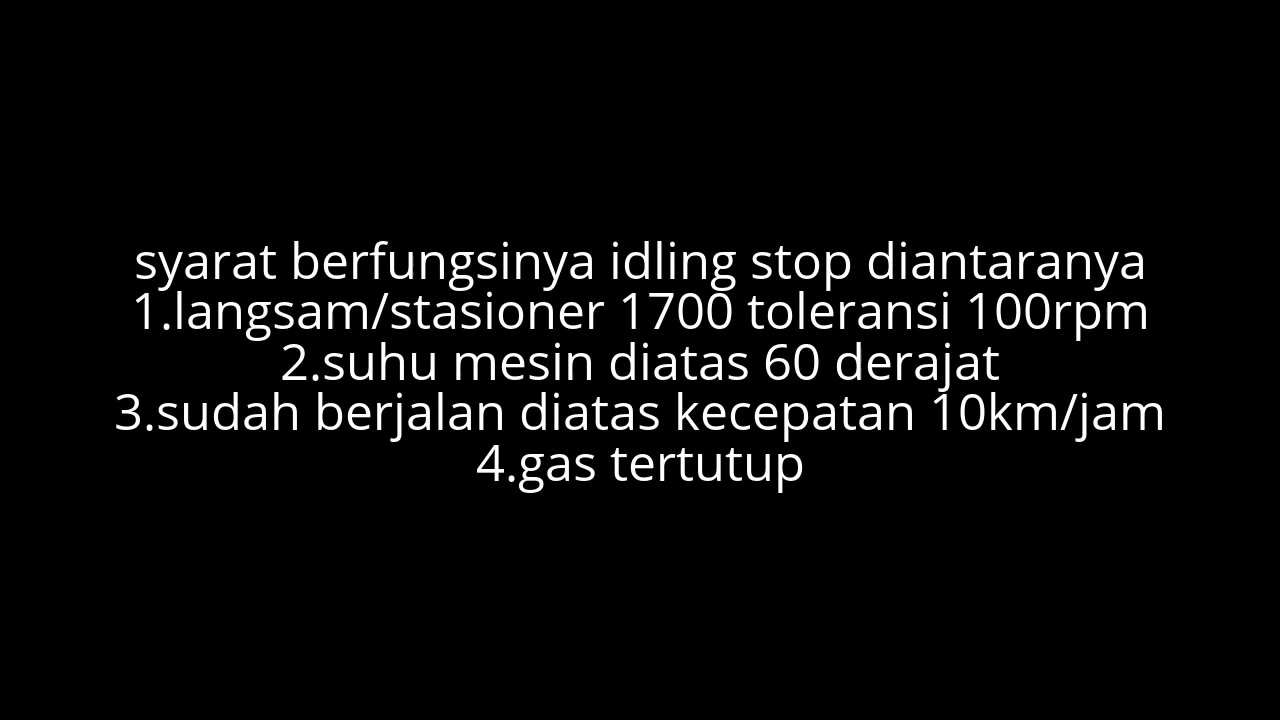 syarat berfungsinya idling stop diantaranya
1.langsam/stasioner 1700 toleransi 100rpm
2.suhu mesin diatas 60 derajat
3.sudah berjalan diatas kecepatan 10km/jam
4.gas tertutup